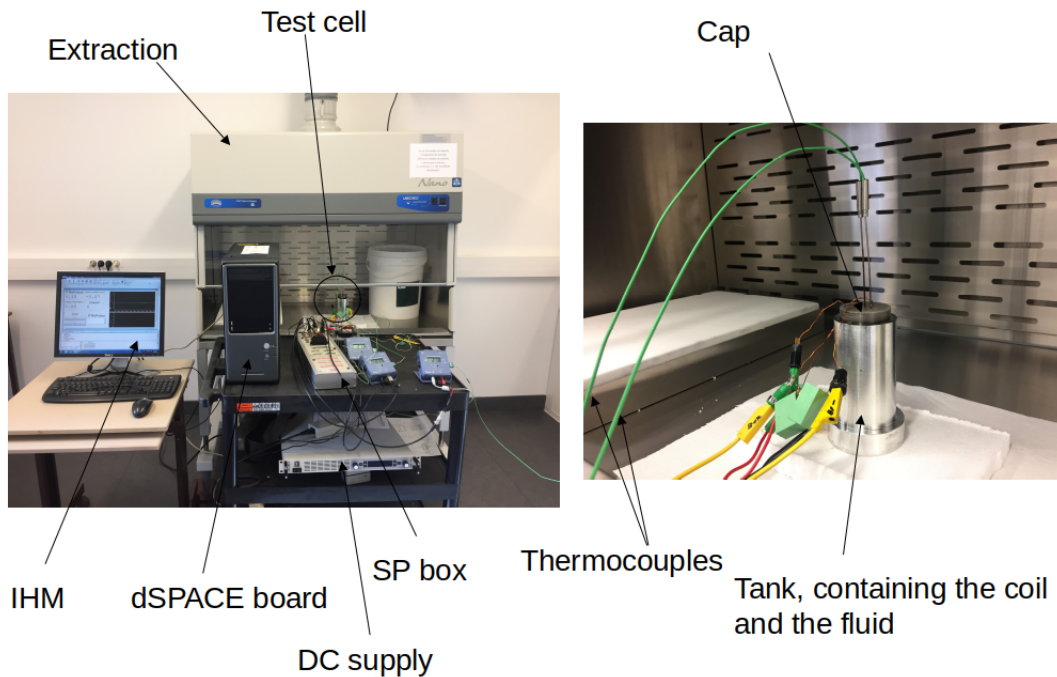 Test cell
Extraction
Cap
Nano
Thermocouples
SP box
IHM
dSPACE board
Tank, containing the coil
and the fluid
DC supply